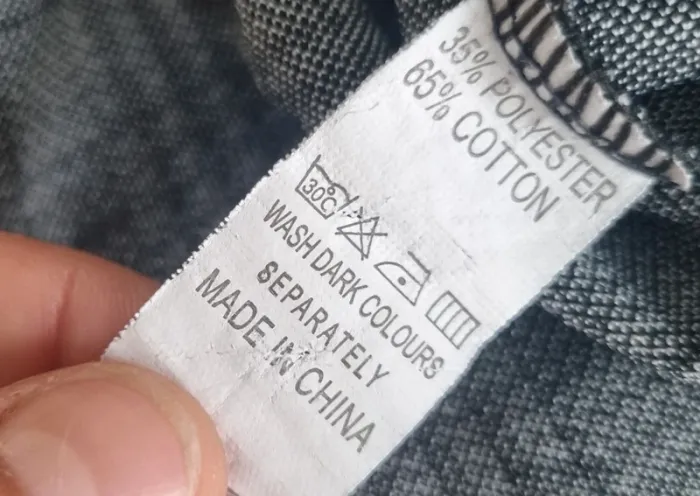 35% POLYESTER
65% COTTON
30°C
WASH DARK COLOURS
SEPARATELY
MADE IN CHINA